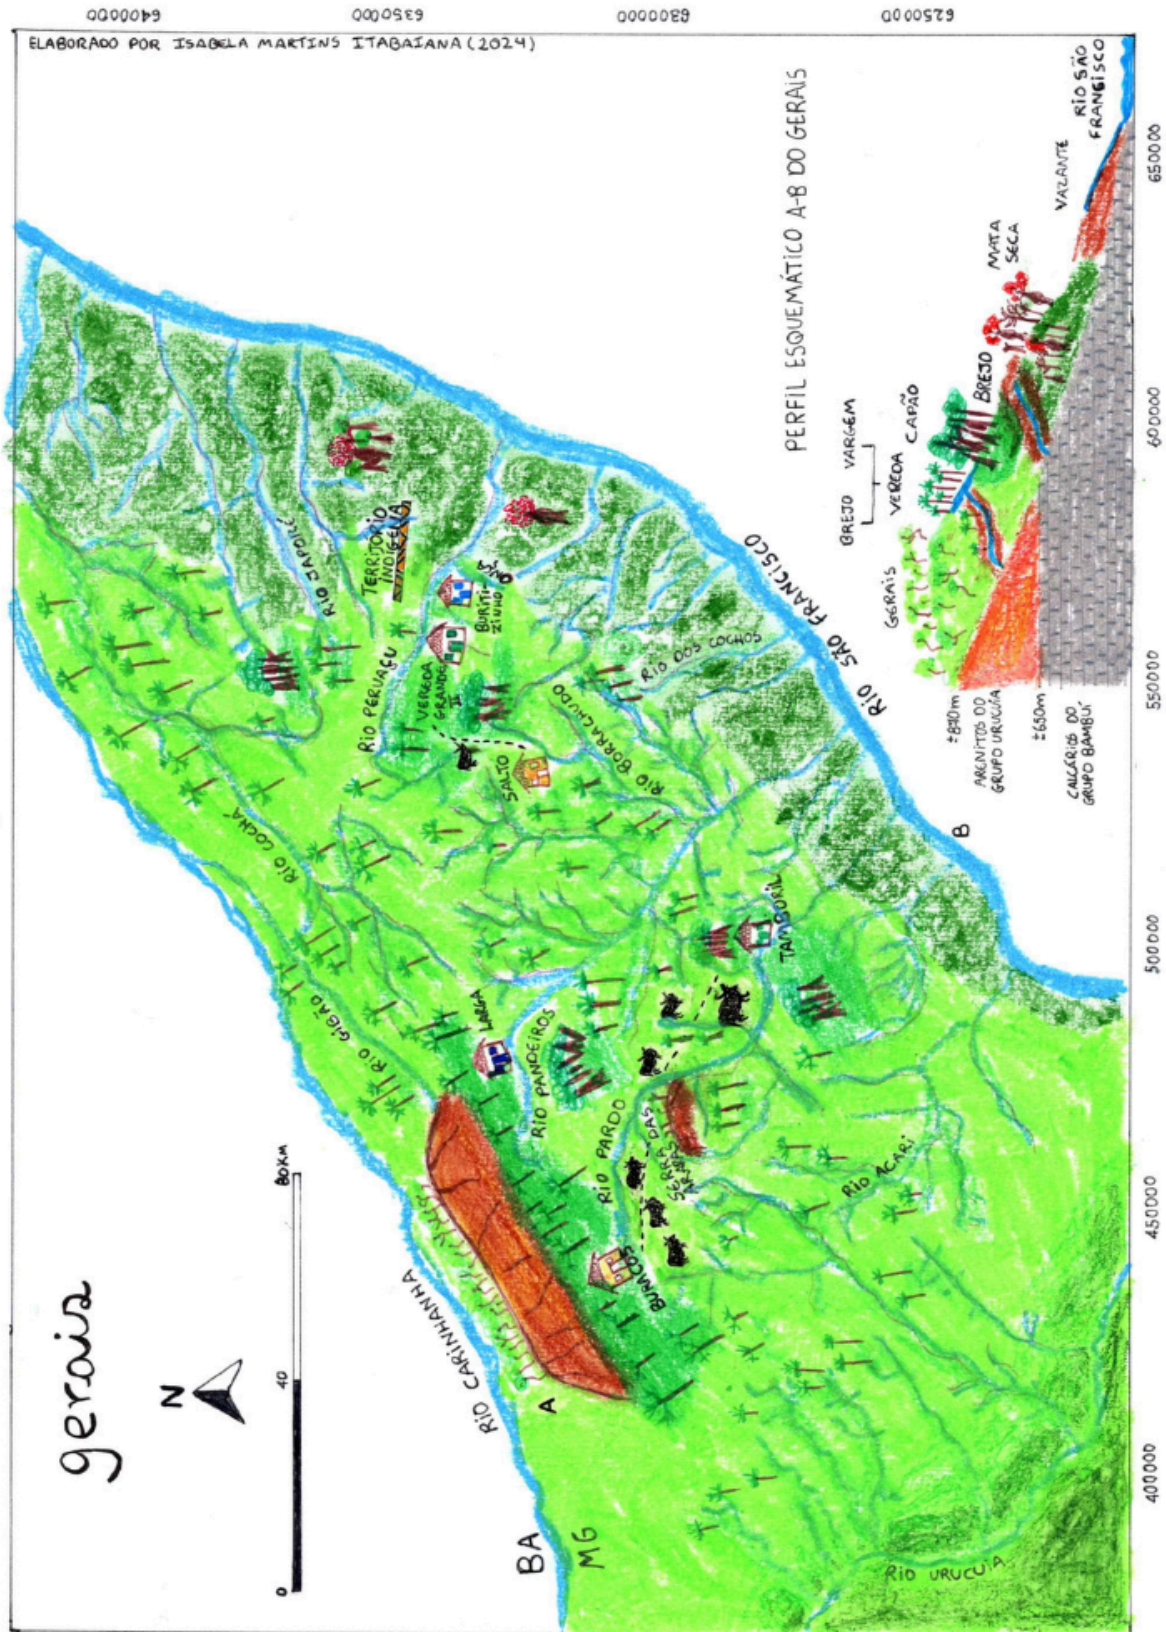 gerais
N
0
40
80KM
ELABORADO POR ISABELA MARTINS ITABAIANA (2024)
6400000
6350000
6300000
6250000
BA
MG
RIO CARINHANHA
A
RIO GIBÃO
RIO COCHÁ
RIO JAPORÉ
TERRITÓRIO
INDÍGENA
RIO PERUAÇU
VEREDA
GRANDE
II
BURITI-
ZINHO
ONÇA
SALTO
RIO BORRACHUDO
RIO DOS COCHOS
RIO SÃO FRANCISCO
B
LARGA
RIO PANDEIROS
RIO PARDO
SERRA DAS
ARARAS
BURACOS
TAMBORIL
RIO ACARI
RIO URUCUIA
PERFIL ESQUEMÁTICO A-B DO GERAIS
BREJO
VARGEM
GERAIS
VEREDA
CAPÃO
BREJO
MATA
SECA
VAZANTE
RIO SÃO
FRANCISCO
±840m
ARENITOS DO
GRUPO URUCUIA
±650m
CALCÁRIOS DO
GRUPO BAMBUÍ
400000
450000
500000
550000
600000
650000